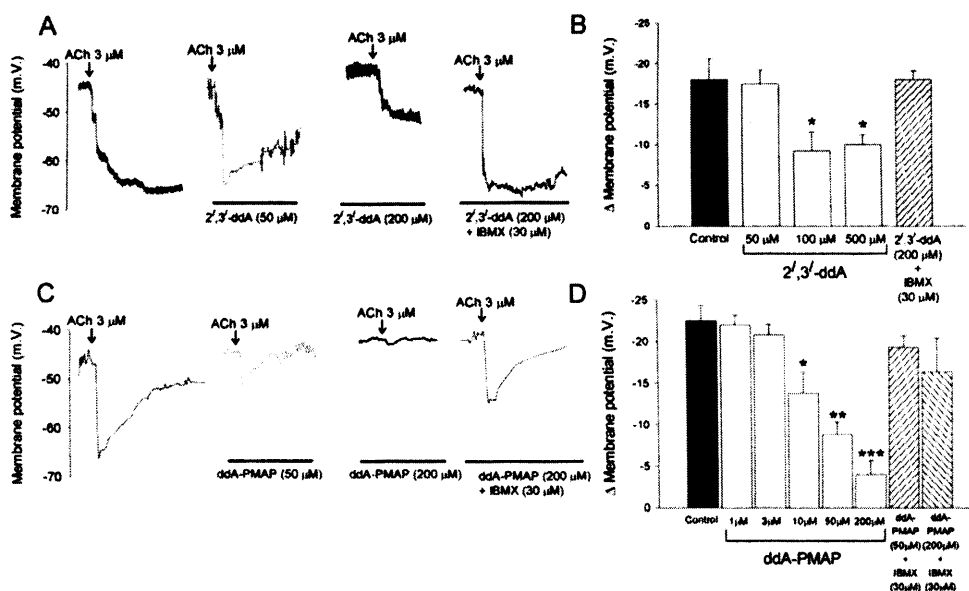 A
ACh 3 μM
ACh 3 μM
ACh 3 μM
ACh 3 μM
Membrane potential (m.V.)
-40
-50
-60
-70
2/,3/-ddA (50 μM)
2/,3/-ddA (200 μM)
2/,3/-ddA (200 μM)
+ IBMX (30 μM)
B
Δ Membrane potential (m.V.)
-25
-20
-15
-10
-5
0
*
*
Control
50 μM
100 μM
500 μM
2/,3/-ddA
2/,3/-ddA
(200 μM)
+
IBMX
(30 μM)
C
ACh 3 μM
ACh 3 μM
ACh 3 μM
ACh 3 μM
Membrane potential (m.V.)
-40
-50
-60
-70
ddA-PMAP (50 μM)
ddA-PMAP (200 μM)
ddA-PMAP (200 μM)
+ IBMX (30 μM)
D
Δ Membrane potential (m.V.)
-25
-20
-15
-10
-5
0
*
**
***
Control
1μM
3μM
10μM
50μM
200μM
ddA-PMAP
ddA-
PMAP
(50μM)
+
IBMX
(30μM)
ddA-
PMAP
(200μM)
+
IBMX
(30μM)